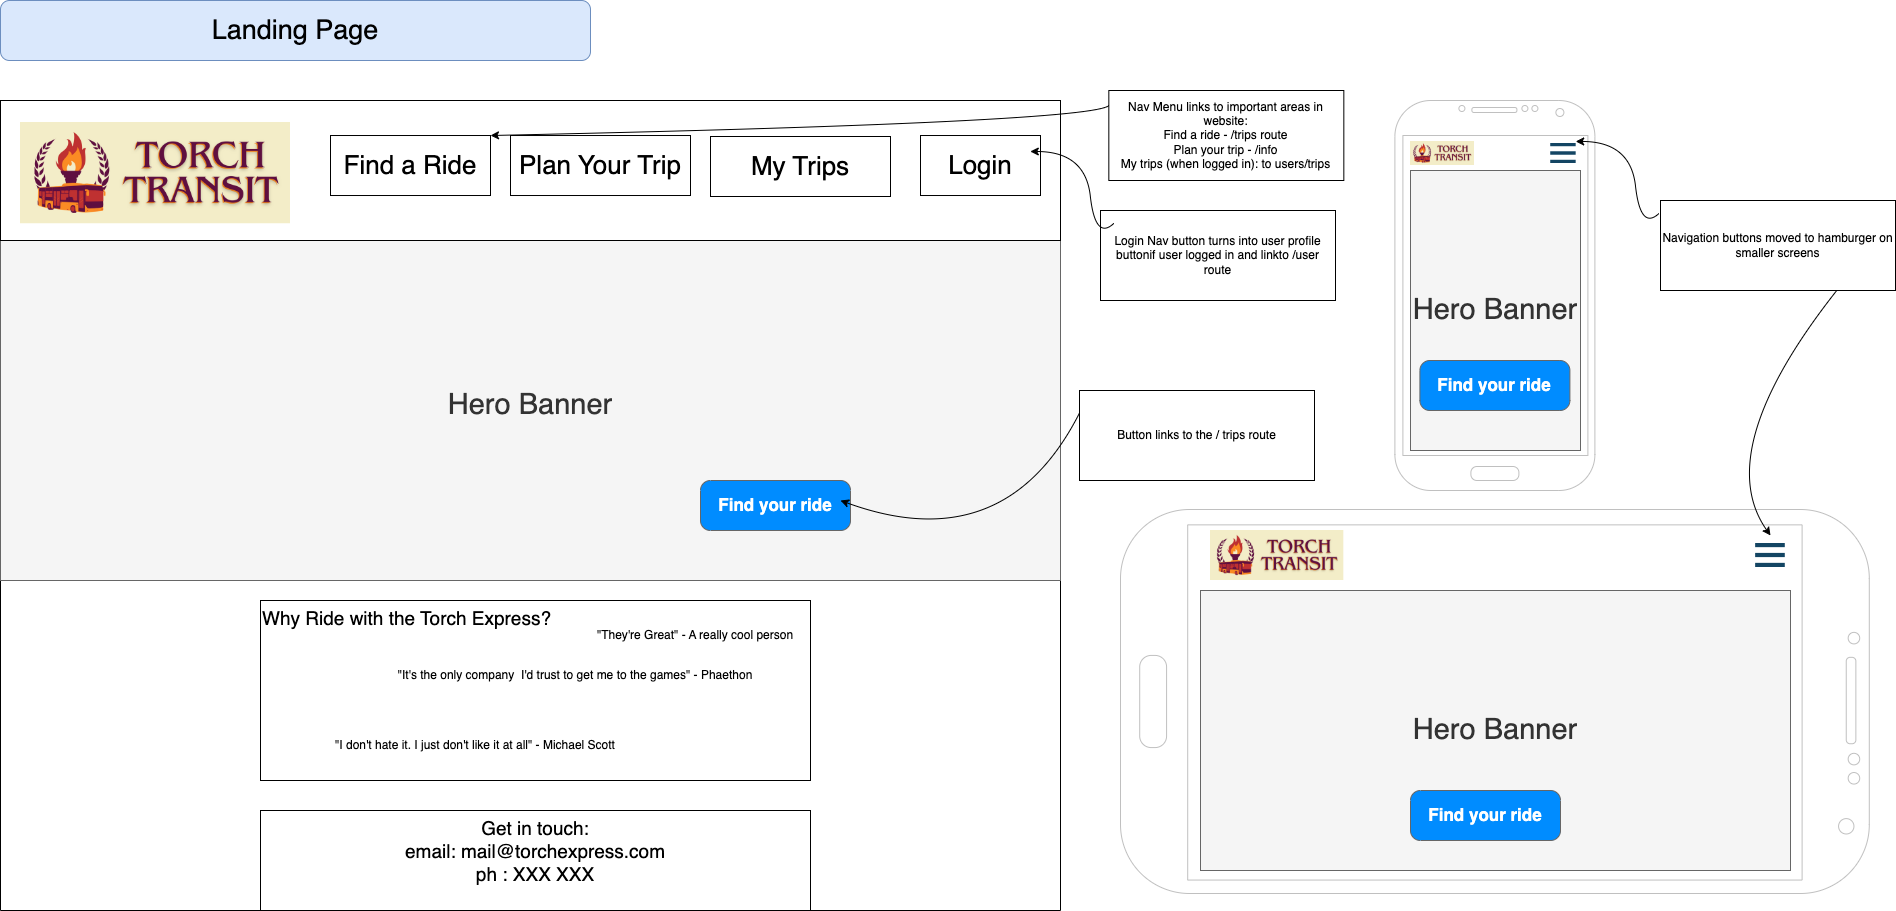 Landing Page
TORCH
TRANSIT
Find a Ride
Plan Your Trip
My Trips
Login
Nav Menu links to important areas in
website:
Find a ride - /trips route
Plan your trip - /info
My trips (when logged in): to users/trips
Login Nav button turns into user profile
buttonif user logged in and linkto /user
route
Hero Banner
Find your ride
Button links to the / trips route
Why Ride with the Torch Express?
"They're Great" - A really cool person
"It's the only company  I'd trust to get me to the games" - Phaethon
"I don't hate it. I just don't like it at all" - Michael Scott
Get in touch:
email: mail@torchexpress.com
ph : XXX XXX
TORCH
TRANSIT
Hero Banner
Find your ride
Navigation buttons moved to hamburger on
smaller screens
TORCH
TRANSIT
Hero Banner
Find your ride